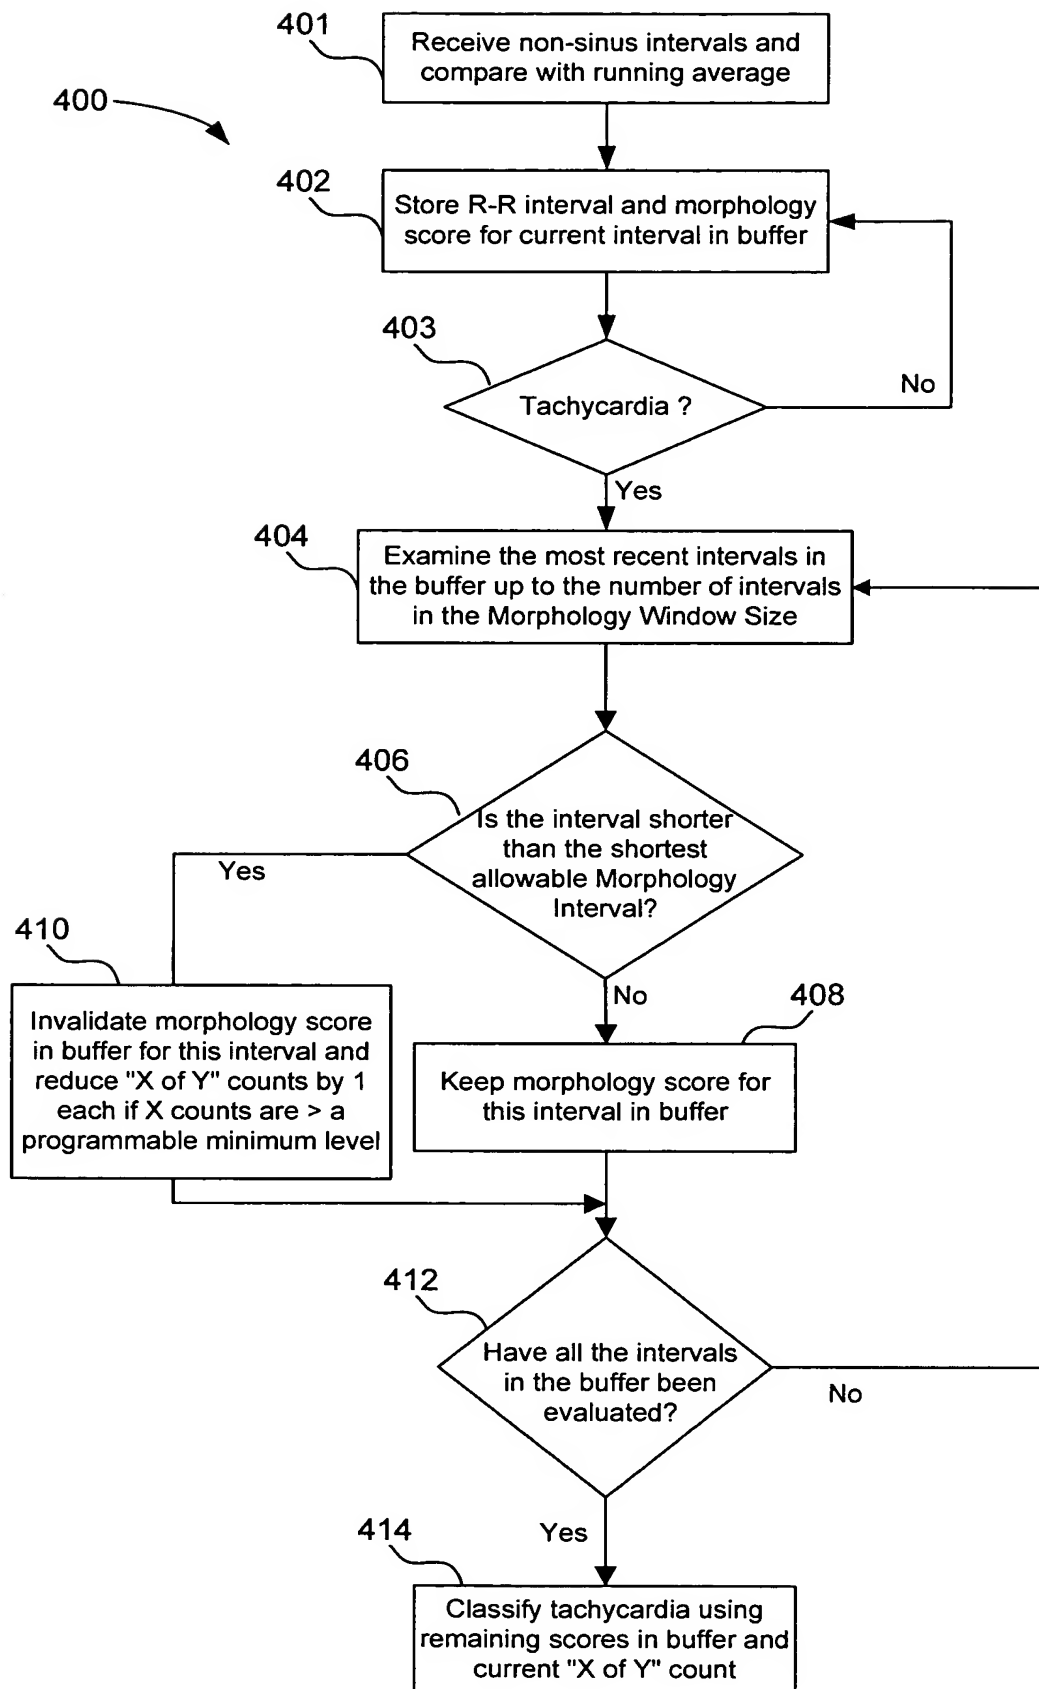 401
Receive non-sinus intervals and
compare with running average
400
402
Store R-R interval and morphology
score for current interval in buffer
403
Tachycardia ?
No
Yes
404
Examine the most recent intervals in
the buffer up to the number of intervals
in the Morphology Window Size
406
Is the interval shorter
than the shortest
allowable Morphology
Interval?
Yes
No
410
Invalidate morphology score
in buffer for this interval and
reduce "X of Y" counts by 1
each if X counts are > a
programmable minimum level
408
Keep morphology score for
this interval in buffer
412
Have all the intervals
in the buffer been
evaluated?
No
Yes
414
Classify tachycardia using
remaining scores in buffer and
current "X of Y" count